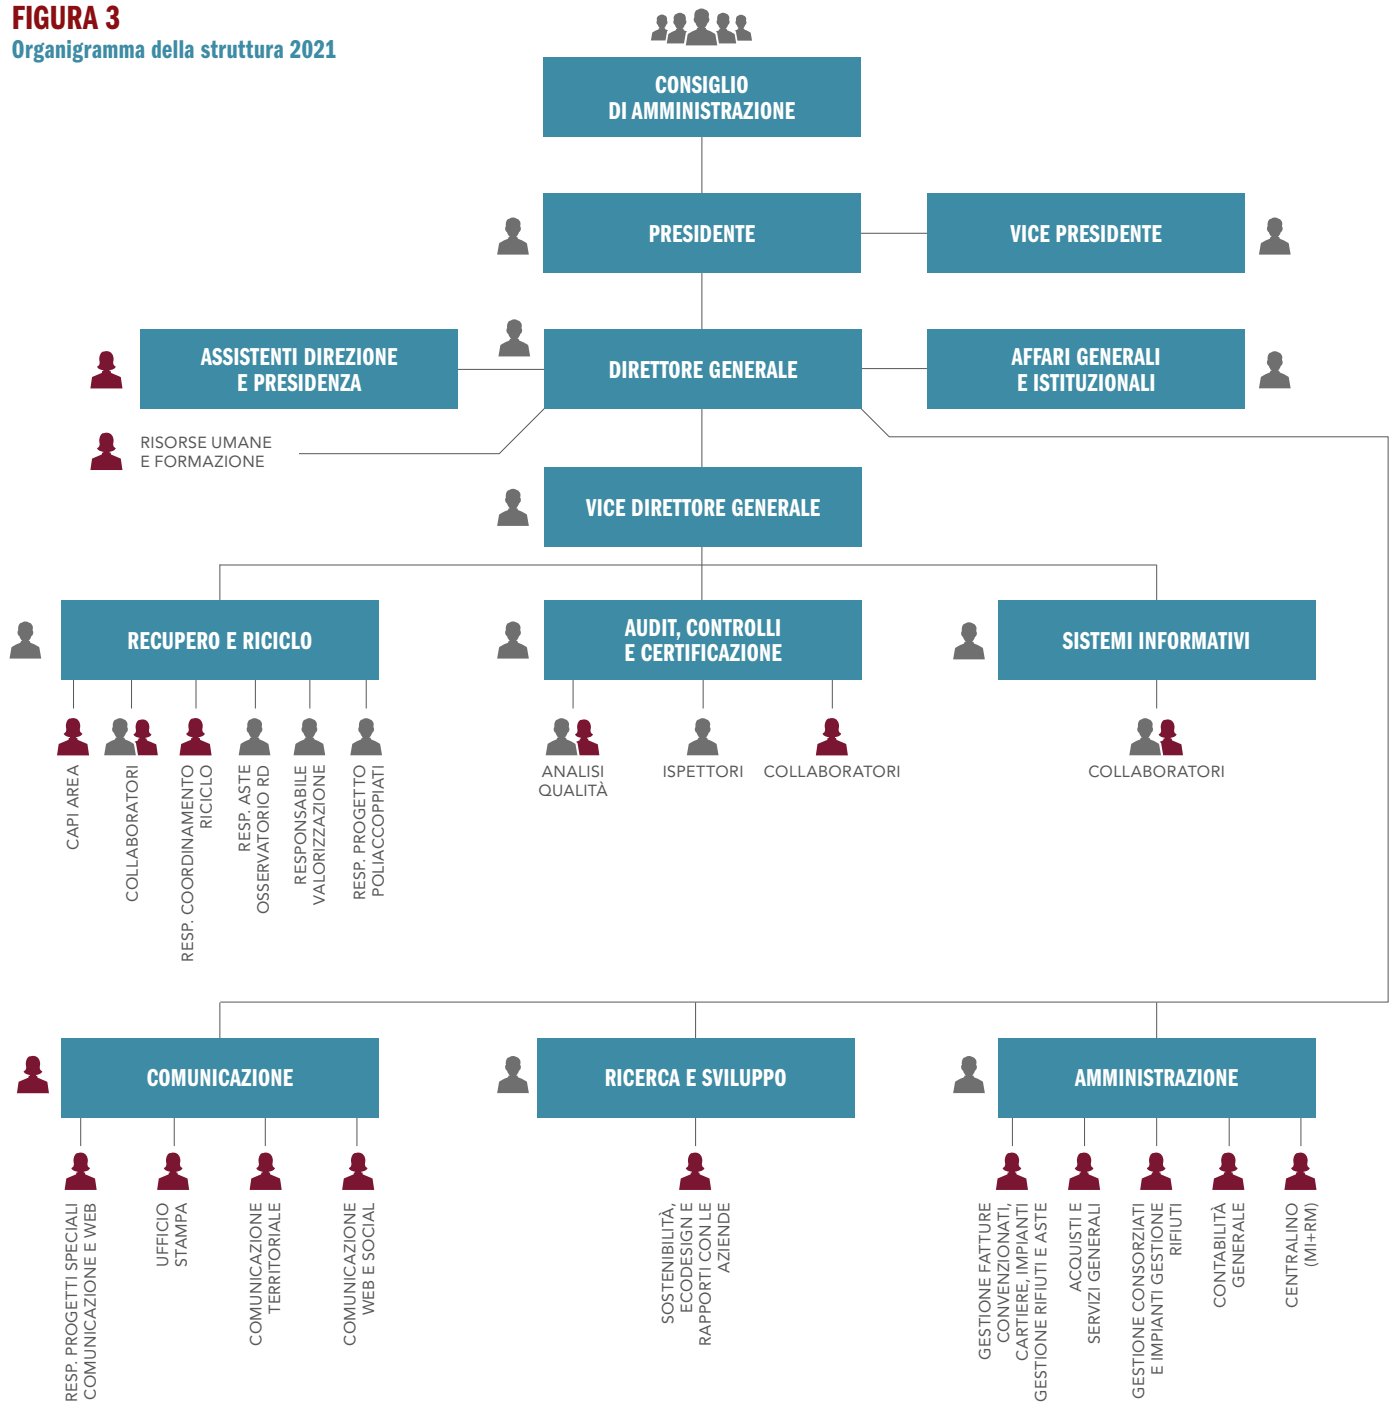 FIGURA 3
Organigramma della struttura 2021
CONSIGLIO
DI AMMINISTRAZIONE
PRESIDENTE
VICE PRESIDENTE
ASSISTENTI DIREZIONE
E PRESIDENZA
DIRETTORE GENERALE
AFFARI GENERALI
E ISTITUZIONALI
RISORSE UMANE
E FORMAZIONE
VICE DIRETTORE GENERALE
RECUPERO E RICICLO
AUDIT, CONTROLLI
E CERTIFICAZIONE
SISTEMI INFORMATIVI
CAPI AREA
COLLABORATORI
RESP. COORDINAMENTO
RICICLO
RESP. ASTE
OSSERVATORIO RD
RESPONSABILE
VALORIZZAZIONE
RESP. PROGETTO
POLIACCOPPIATI
ANALISI
QUALITÀ
ISPETTORI
COLLABORATORI
COLLABORATORI
COMUNICAZIONE
RICERCA E SVILUPPO
AMMINISTRAZIONE
RESP. PROGETTI SPECIALI
COMUNICAZIONE E WEB
UFFICIO
STAMPA
COMUNICAZIONE
TERRITORIALE
COMUNICAZIONE
WEB E SOCIAL
SOSTENIBILITÀ,
ECODESIGN E
RAPPORTI CON LE
AZIENDE
GESTIONE FATTURE
CONVENZIONATI,
CARTIERE, IMPIANTI
GESTIONE RIFIUTI E ASTE
ACQUISTI E
SERVIZI GENERALI
GESTIONE CONSORZIATI
E IMPIANTI GESTIONE
RIFIUTI
CONTABILITÀ
GENERALE
CENTRALINO
(MI+RM)